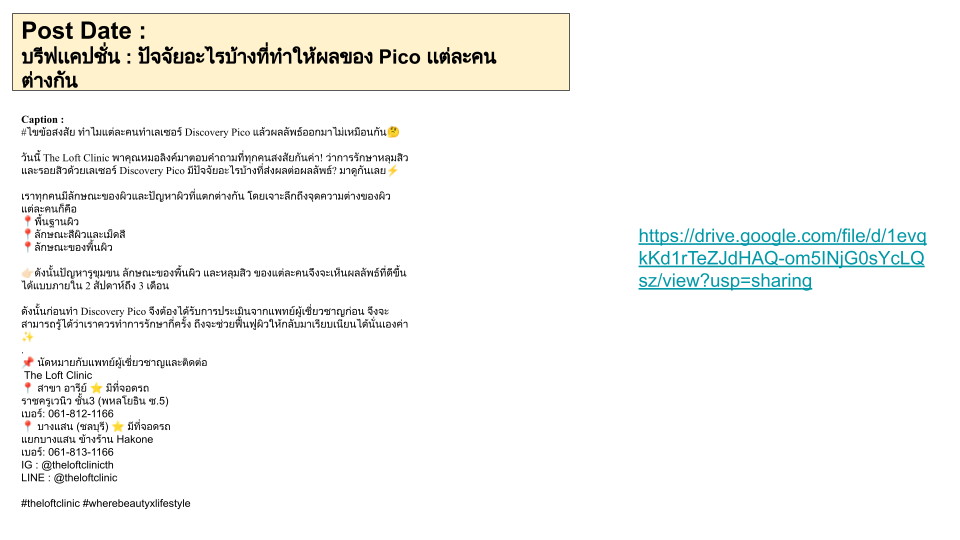 Post Date :
บรีฟแคปชั่น : ปัจจัยอะไรบ้างที่ทำให้ผลของ Pico แต่ละคน
ต่างกัน
Caption :
#ไขข้อสงสัย ทำไมแต่ละคนทำเลเซอร์ Discovery Pico แล้วผลลัพธ์ออกมาไม่เหมือนกัน🤔
วันนี้ The Loft Clinic พาคุณหมอลิงค์มาตอบคำถามที่ทุกคนสงสัยกันค่า! ว่าการรักษาหลุมสิว
และรอยสิวด้วยเลเซอร์ Discovery Pico มีปัจจัยอะไรบ้างที่ส่งผลต่อผลลัพธ์? มาดูกันเลย⚡
เราทุกคนมีลักษณะของผิวและปัญหาผิวที่แตกต่างกัน โดยเจาะลึกถึงจุดความต่างของผิว
แต่ละคนก็คือ
📍พื้นฐานผิว
📍ลักษณะสีผิวและเม็ดสี
📍ลักษณะของพื้นผิว
👉🏻ดังนั้นปัญหารูขุมขน ลักษณะของพื้นผิว และหลุมสิว ของแต่ละคนจึงจะเห็นผลลัพธ์ที่ดีขึ้น
ได้แบบภายใน 2 สัปดาห์ถึง 3 เดือน
ดังนั้นก่อนทำ Discovery Pico จึงต้องได้รับการประเมินจากแพทย์ผู้เชี่ยวชาญก่อน จึงจะ
สามารถรู้ได้ว่าเราควรทำการรักษากี่ครั้ง ถึงจะช่วยฟื้นฟูผิวให้กลับมาเรียบเนียนได้นั่นเองค่า
✨
.
📌 นัดหมายกับแพทย์ผู้เชี่ยวชาญและติดต่อ
The Loft Clinic
📍 สาขา อารีย์ ⭐ มีที่จอดรถ
ราชครูเวนิว ชั้น3 (พหลโยธิน ซ.5)
เบอร์: 061-812-1166
📍 บางแสน (ชลบุรี) ⭐ มีที่จอดรถ
แยกบางแสน ข้างร้าน Hakone
เบอร์: 061-813-1166
IG : @theloftclinicth
LINE : @theloftclinic
#theloftclinic #wherebeautyxlifestyle
https://drive.google.com/file/d/1evq
kKd1rTeZJdHAQ-om5INjG0sYcLQ
sz/view?usp=sharing